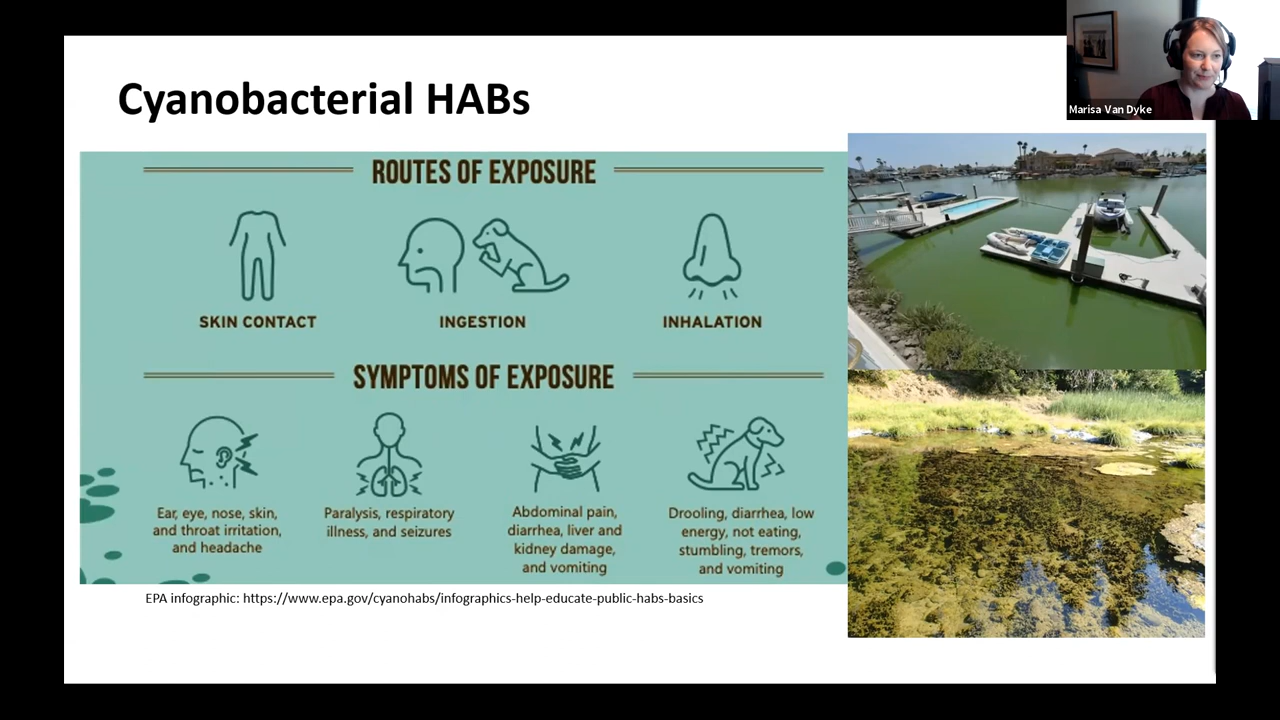 Cyanobacterial HABs
Marisa Van Dyke
ROUTES OF EXPOSURE
SKIN CONTACT
INGESTION
INHALATION
SYMPTOMS OF EXPOSURE
Ear, eye, nose, skin,
and throat irritation,
and headache
Paralysis, respiratory
illness, and seizures
Abdominal pain,
diarrhea, liver and
kidney damage,
and vomiting
Drooling, diarrhea, low
energy, not eating,
stumbling, tremors,
and vomiting
EPA infographic: https://www.epa.gov/cyanohabs/infographics-help-educate-public-habs-basics